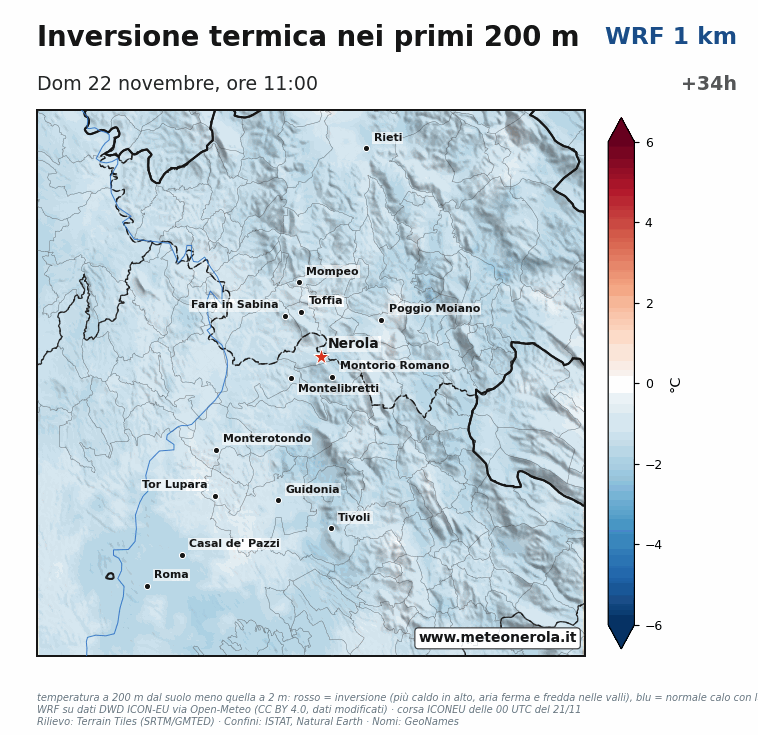 Inversione termica nei primi 200 m WRF 1 km
Dom 22 novembre, ore 11:00 +34h
Rieti
Mompeo
Toffia
Fara in Sabina
Poggio Moiano
Nerola
Montorio Romano
Montelibretti
Monterotondo
Tor Lupara
Guidonia
Tivoli
Casal de' Pazzi
Roma
www.meteonerola.it
6
4
2
0
−2
−4
−6
°C
temperatura a 200 m dal suolo meno quella a 2 m: rosso = inversione (più caldo in alto, aria ferma e fredda nelle valli), blu = normale calo con l
WRF su dati DWD ICON-EU via Open-Meteo (CC BY 4.0, dati modificati) · corsa ICONEU delle 00 UTC del 21/11
Rilievo: Terrain Tiles (SRTM/GMTED) · Confini: ISTAT, Natural Earth · Nomi: GeoNames